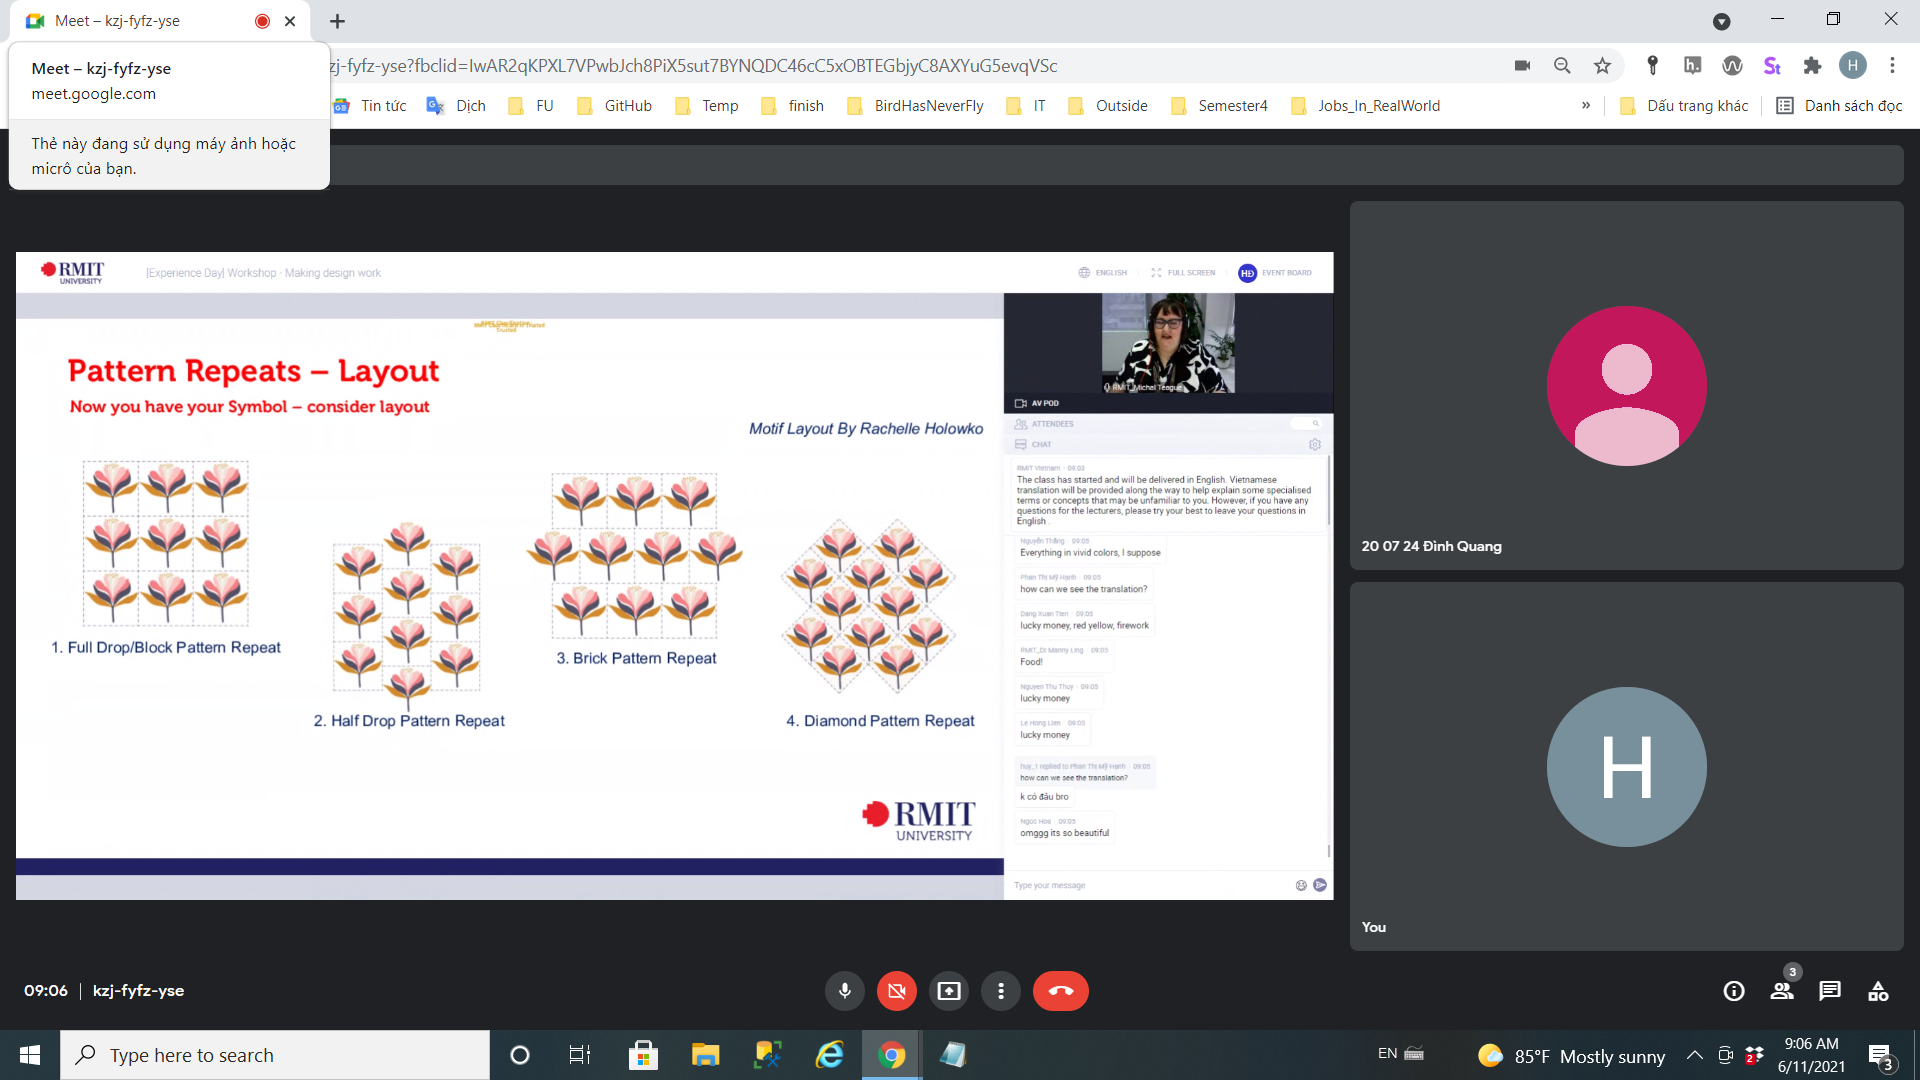 Meet – kzj-fyfz-yse
Meet – kzj-fyfz-yse
meet.google.com
Thẻ này đang sử dụng máy ảnh hoặc
micrô của bạn.
zj-fyfz-yse?fbclid=IwAR2qKPXL7VPwbJch8PiX5sut7BYNQDC46cC5xOBTEGbjyC8AXYuG5evqVSc
H
Tin tức
Dịch
FU
GitHub
Temp
finish
BirdHasNeverFly
IT
Outside
Semester4
Jobs_In_RealWorld
»
Dấu trang khác
Danh sách đọc
RMIT
UNIVERSITY
[Experience Day] Workshop - Making design work
ENGLISH
FULL SCREEN
HĐ
EVENT BOARD
Pattern Repeats – Layout
Now you have your Symbol – consider layout
Motif Layout By Rachelle Holowko
1. Full Drop/Block Pattern Repeat
2. Half Drop Pattern Repeat
3. Brick Pattern Repeat
4. Diamond Pattern Repeat
RMIT
UNIVERSITY
RMIT_Michal Teague
AV POD
ATTENDEES
CHAT
RMIT Vietnam · 09:03
The class has started and will be delivered in English. Vietnamese
translation will be provided along the way to help explain some specialised
terms or concepts that may be unfamiliar to you. However, if you have any
questions for the lecturers, please try your best to leave your questions in
English .
Nguyễn Thắng · 09:05
Everything in vivid colors, I suppose
Phan Thị Mỹ Hạnh · 09:05
how can we see the translation?
Dang Xuan Tien · 09:05
lucky money, red yellow, firework
RMIT_Dr Manny Ling · 09:05
Food!
Nguyen Thu Thuy · 09:05
lucky money
Le Hong Lien · 09:05
lucky money
huy_1 replied to Phan Thị Mỹ Hạnh · 09:05
how can we see the translation?
k có đâu bro
Ngoc Hoa · 09:05
omggg its so beautiful
Type your message
20 07 24 Đình Quang
H
You
09:06 | kzj-fyfz-yse
3
Type here to search
EN
85°F Mostly sunny
2
9:06 AM
6/11/2021
3